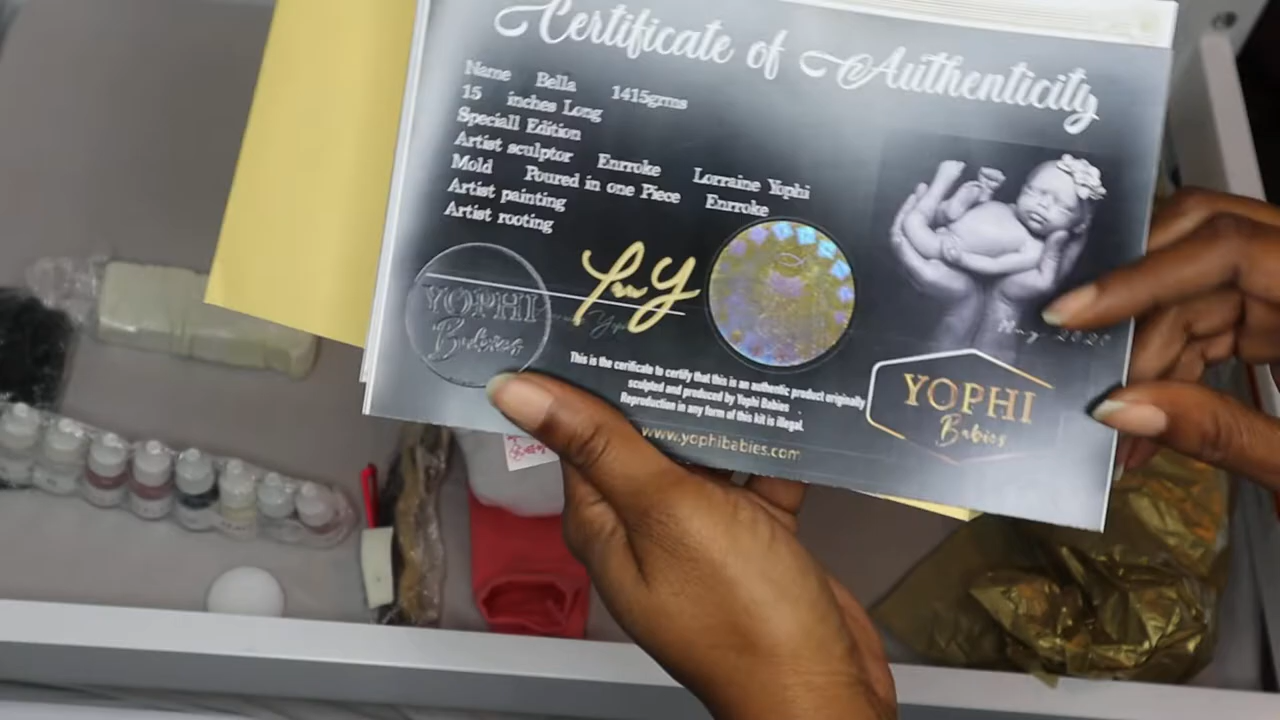 Certificate of Authenticity
Name Bella 1415grms
15 inches Long
Speciall Edition
Artist sculptor Enrroke Lorraine Yophi
Mold Poured in one Piece Enrroke
Artist painting
Artist rooting
YOPHI
Babies
This is the certificate to certify that this is an authentic product originally
sculpted and produced by Yophi Babies
Reproduction in any form of this kit is illegal.
www.yophibabies.com
YOPHI
Babies